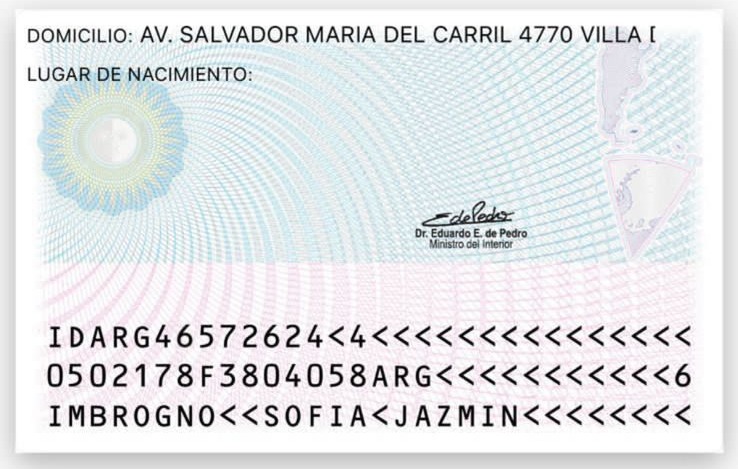 DOMICILIO: AV. SALVADOR MARIA DEL CARRIL 4770 VILLA
LUGAR DE NACIMIENTO:
EdePedro
Dr. Eduardo E. de Pedro
Ministro del Interior
IDARG46572624<4<<<<<<<<<<<<<<<
0502178F3804058ARG<<<<<<<<<<<6
IMBROGNO<<SOFIA<JAZMIN<<<<<<<<